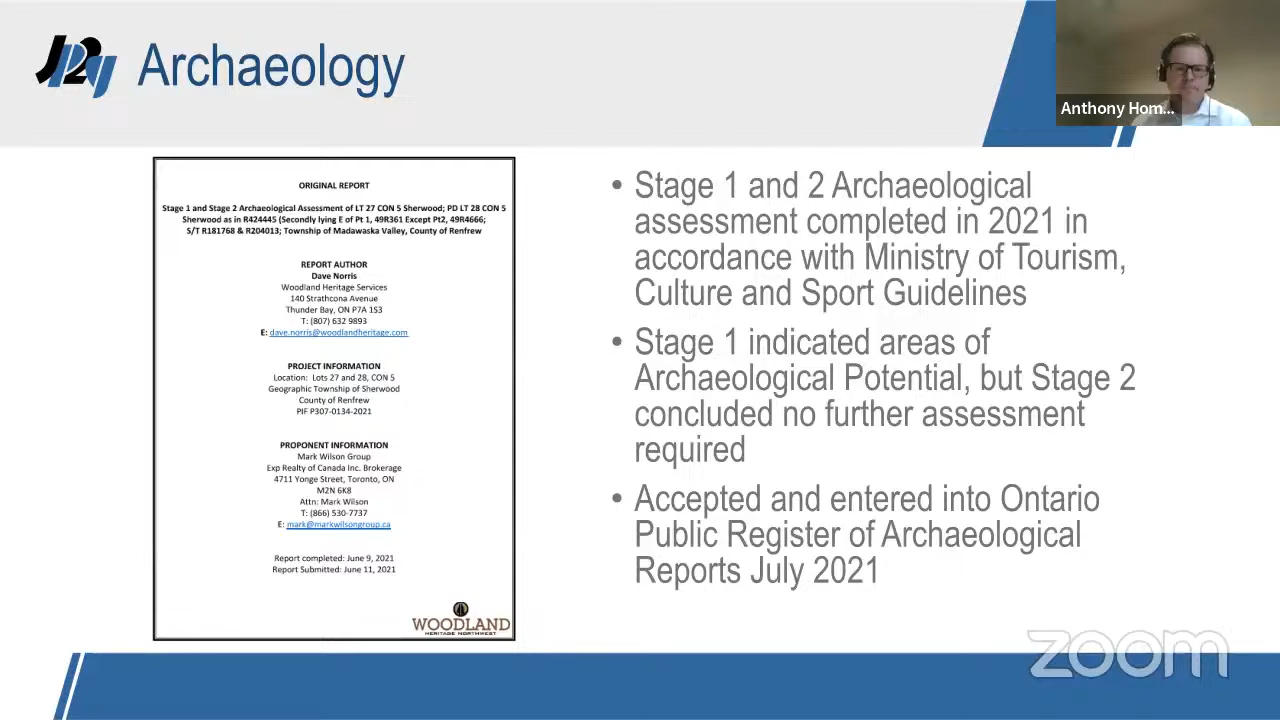 JP2G
Archaeology
Anthony Hom...
ORIGINAL REPORT
Stage 1 and Stage 2 Archaeological Assessment of LT 27 CON 5 Sherwood; PD LT 28 CON 5
Sherwood as in R424445 (Secondly lying E of Pt 1, 49R361 Except Pt2, 49R4666;
S/T R181768 & R204013; Township of Madawaska Valley, County of Renfrew
REPORT AUTHOR
Dave Norris
Woodland Heritage Services
140 Strathcona Avenue
Thunder Bay, ON P7A 1S3
T: (807) 632 9893
E: dave.norris@woodlandheritage.com
PROJECT INFORMATION
Location: Lots 27 and 28, CON 5
Geographic Township of Sherwood
County of Renfrew
PIF P307-0134-2021
PROPONENT INFORMATION
Mark Wilson Group
Exp Realty of Canada Inc. Brokerage
4711 Yonge Street, Toronto, ON
M2N 6K8
Attn: Mark Wilson
T: (866) 530-7737
E: mark@markwilsongroup.ca
Report completed: June 9, 2021
Report Submitted: June 11, 2021
WOODLAND
HERITAGE NORTHWEST
• Stage 1 and 2 Archaeological
assessment completed in 2021 in
accordance with Ministry of Tourism,
Culture and Sport Guidelines
• Stage 1 indicated areas of
Archaeological Potential, but Stage 2
concluded no further assessment
required
• Accepted and entered into Ontario
Public Register of Archaeological
Reports July 2021
zoom